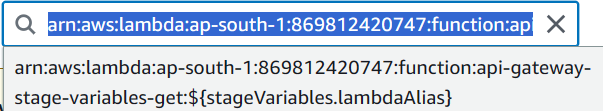 arn:aws:lambda:ap-south-1:869812420747:function:api
arn:aws:lambda:ap-south-1:869812420747:function:api-gateway-
stage-variables-get:${stageVariables.lambdaAlias}